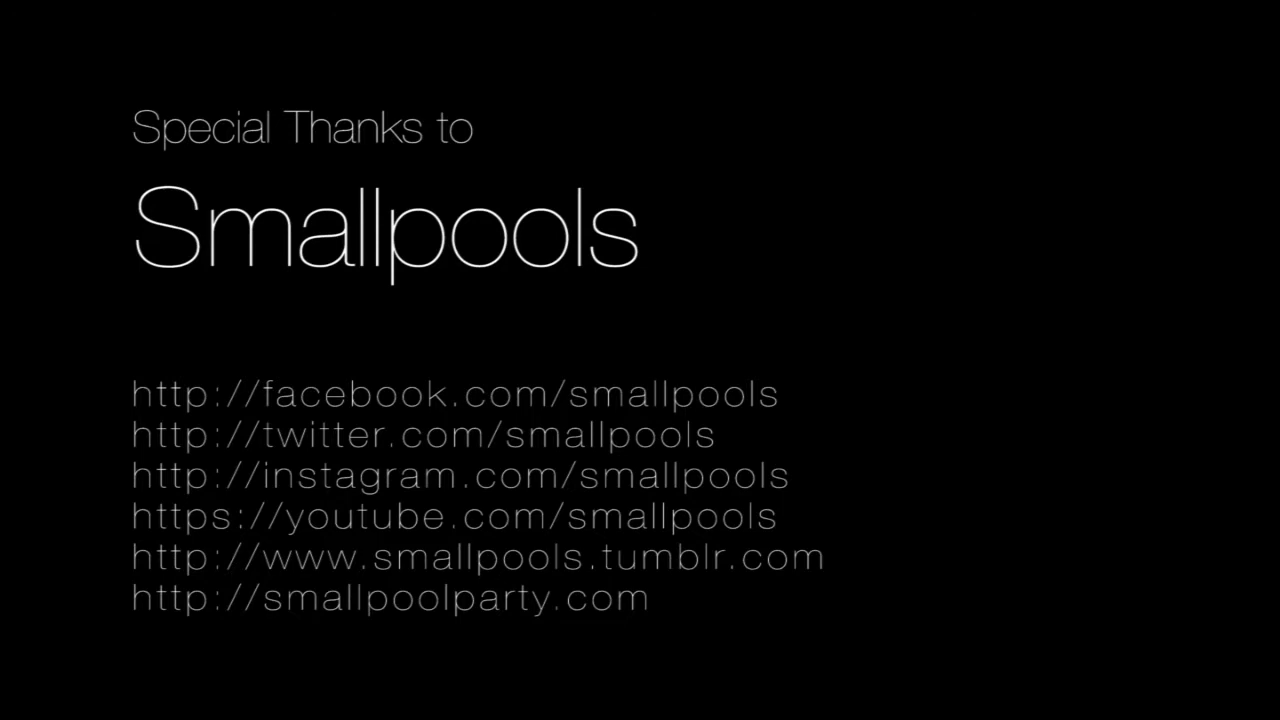 Special Thanks to
Smallpools
http://facebook.com/smallpools
http://twitter.com/smallpools
http://instagram.com/smallpools
https://youtube.com/smallpools
http://www.smallpools.tumblr.com
http://smallpoolparty.com